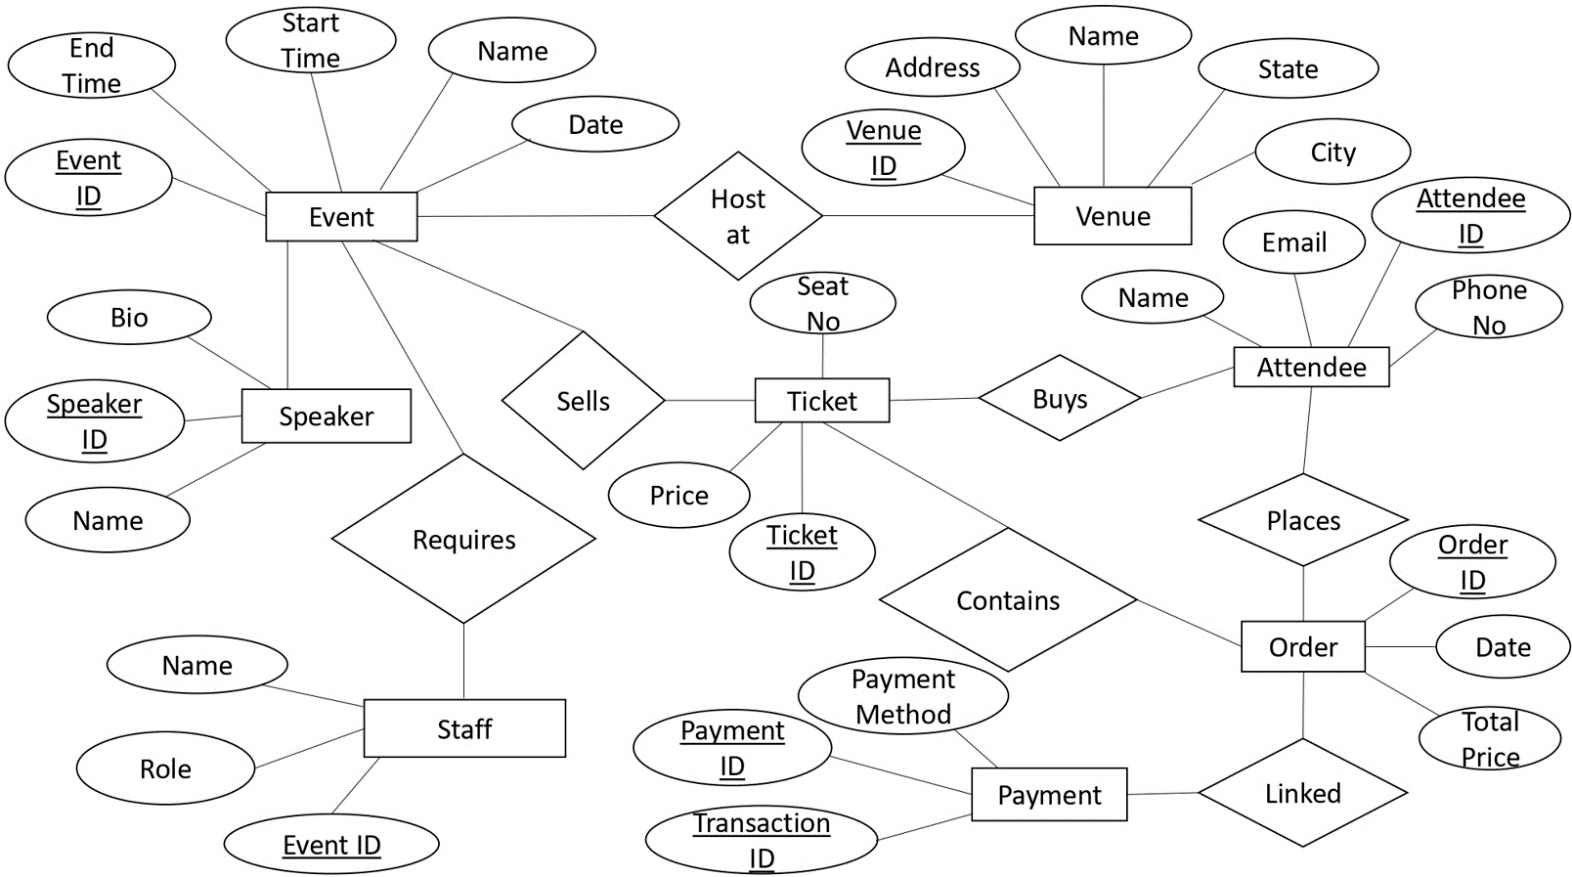 End
Time
Start
Time
Name
Date
Event
ID
Event
Host
at
Address
Name
State
Venue
ID
City
Venue
Attendee
ID
Email
Name
Phone
No
Attendee
Bio
Speaker
ID
Speaker
Name
Seat
No
Sells
Ticket
Buys
Price
Ticket
ID
Requires
Places
Contains
Order
ID
Order
Date
Total
Price
Name
Role
Staff
Event ID
Payment
Method
Payment
ID
Payment
Linked
Transaction
ID